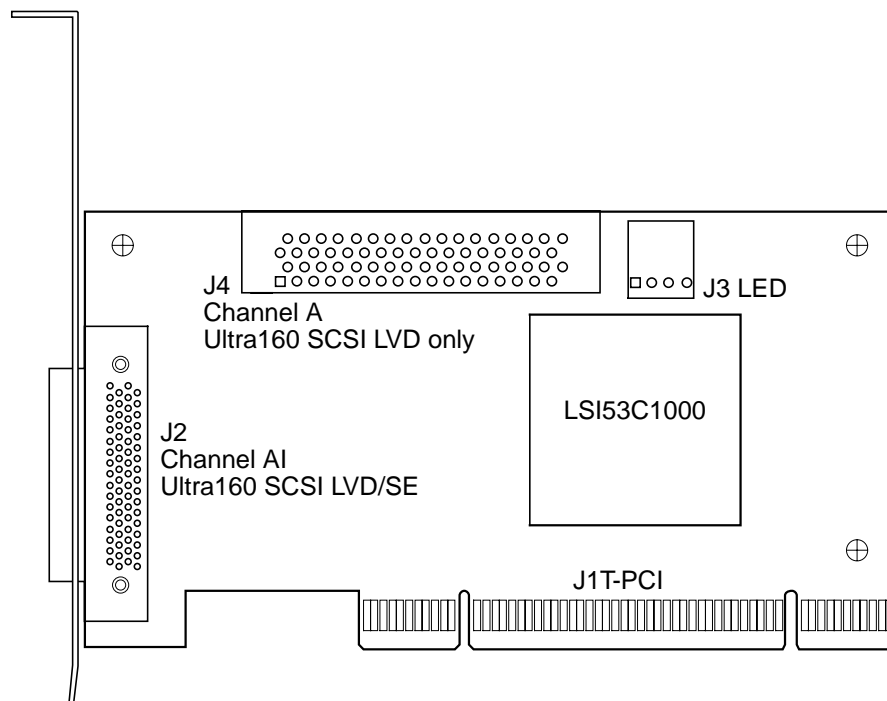 J4
Channel A
Ultra160 SCSI LVD only
J3 LED
LSI53C1000
J2
Channel AI
Ultra160 SCSI LVD/SE
J1T-PCI